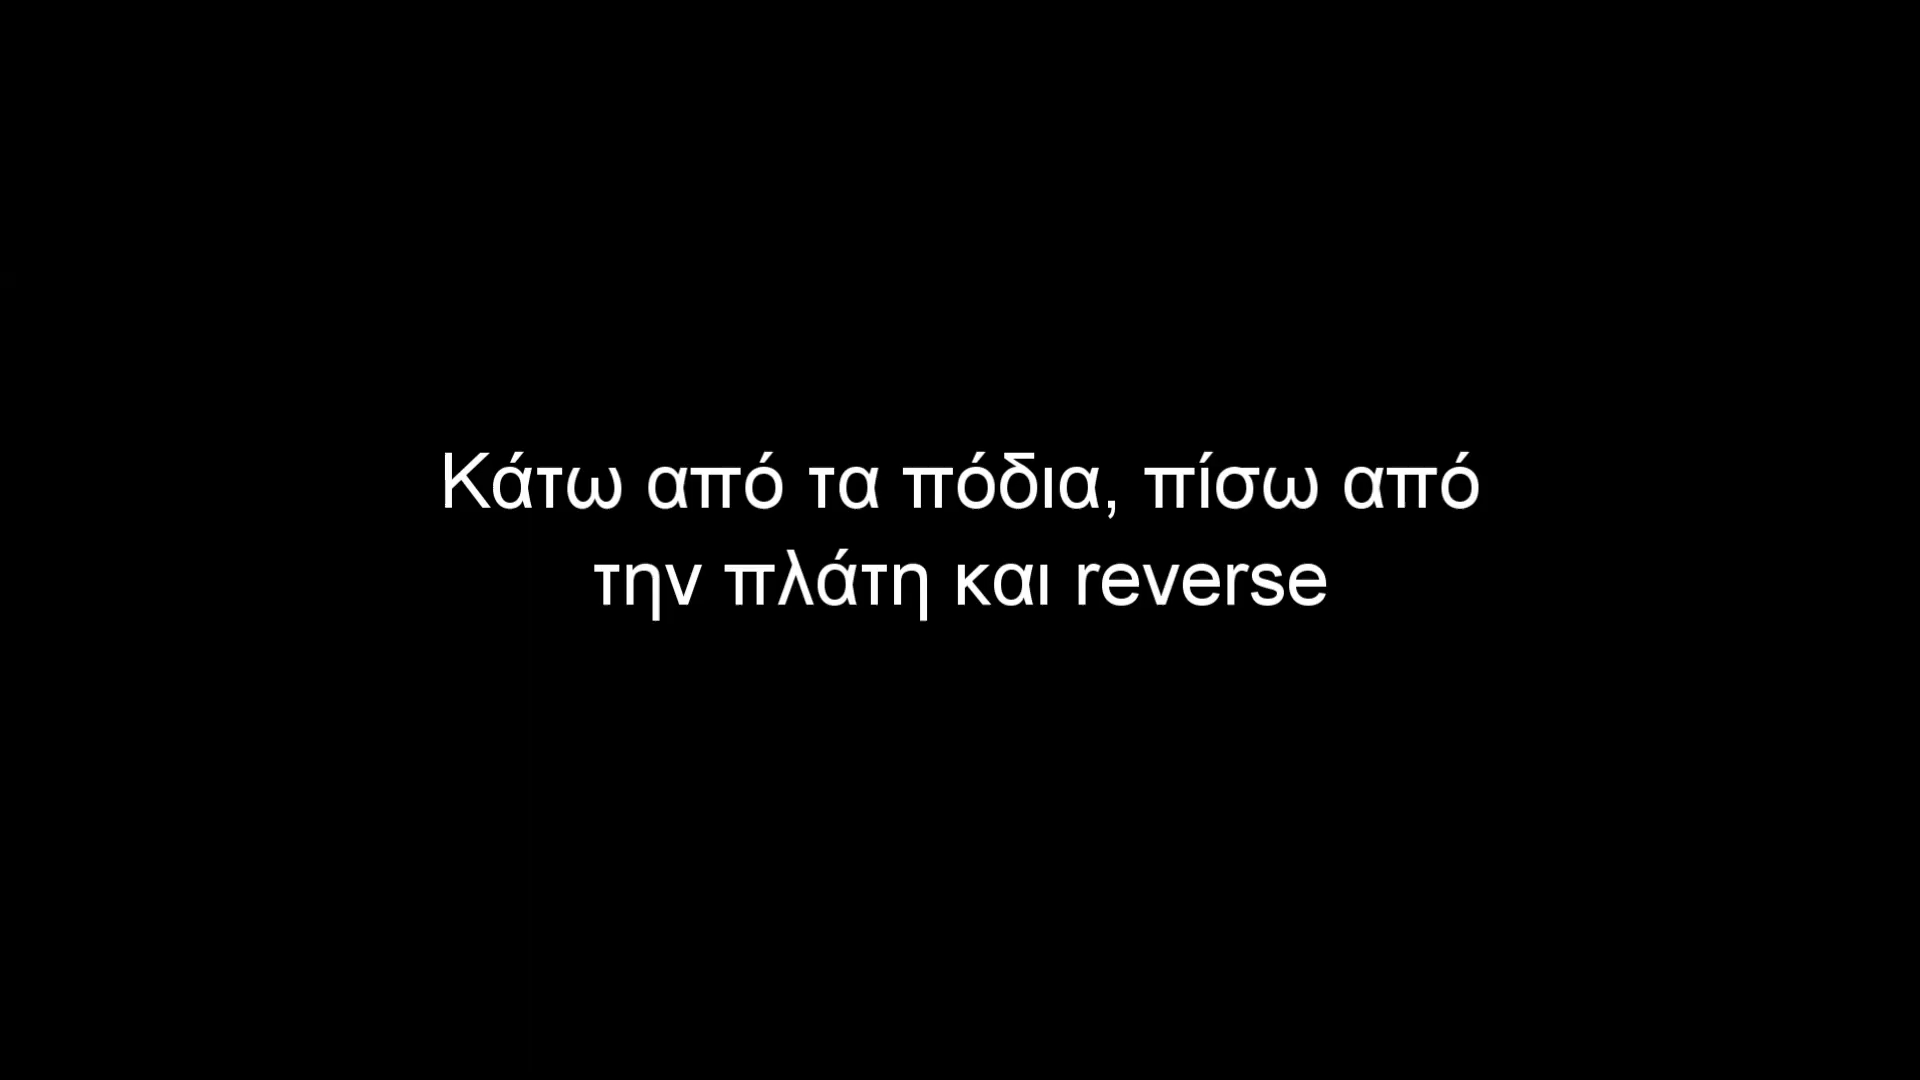 Κάτω από τα πόδια, πίσω από
την πλάτη και reverse